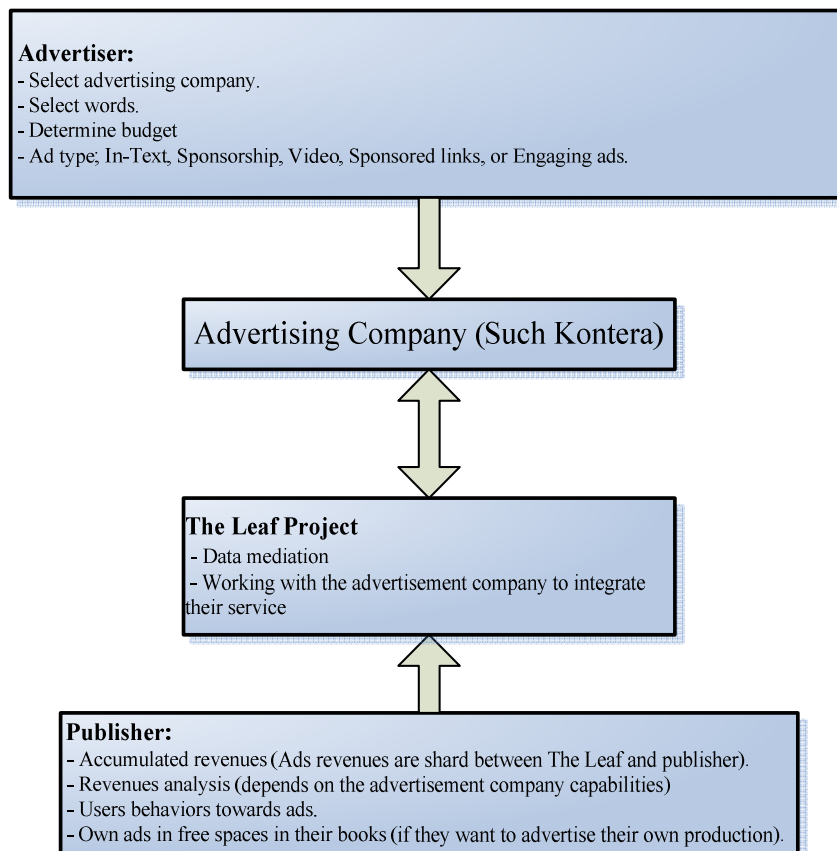 Advertiser:
- Select advertising company.
- Select words.
- Determine budget
- Ad type; In-Text, Sponsorship, Video, Sponsored links, or Engaging ads.
Advertising Company (Such Kontera)
The Leaf Project
- Data mediation
- Working with the advertisement company to integrate
their service
Publisher:
- Accumulated revenues (Ads revenues are shard between The Leaf and publisher).
- Revenues analysis (depends on the advertisement company capabilities)
- Users behaviors towards ads.
- Own ads in free spaces in their books (if they want to advertise their own production).